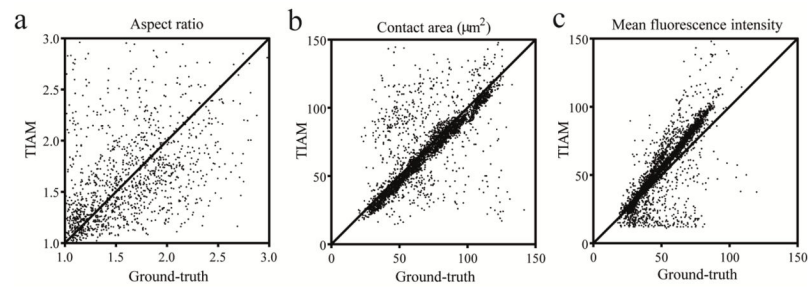 a
Aspect ratio
3.0
2.5
2.0
1.5
1.0
TIAM
1.0 1.5 2.0 2.5 3.0
Ground-truth
b
Contact area (μm²)
150
100
50
0
TIAM
0 50 100 150
Ground-truth
c
Mean fluorescence intensity
150
100
50
0
TIAM
0 50 100 150
Ground-truth